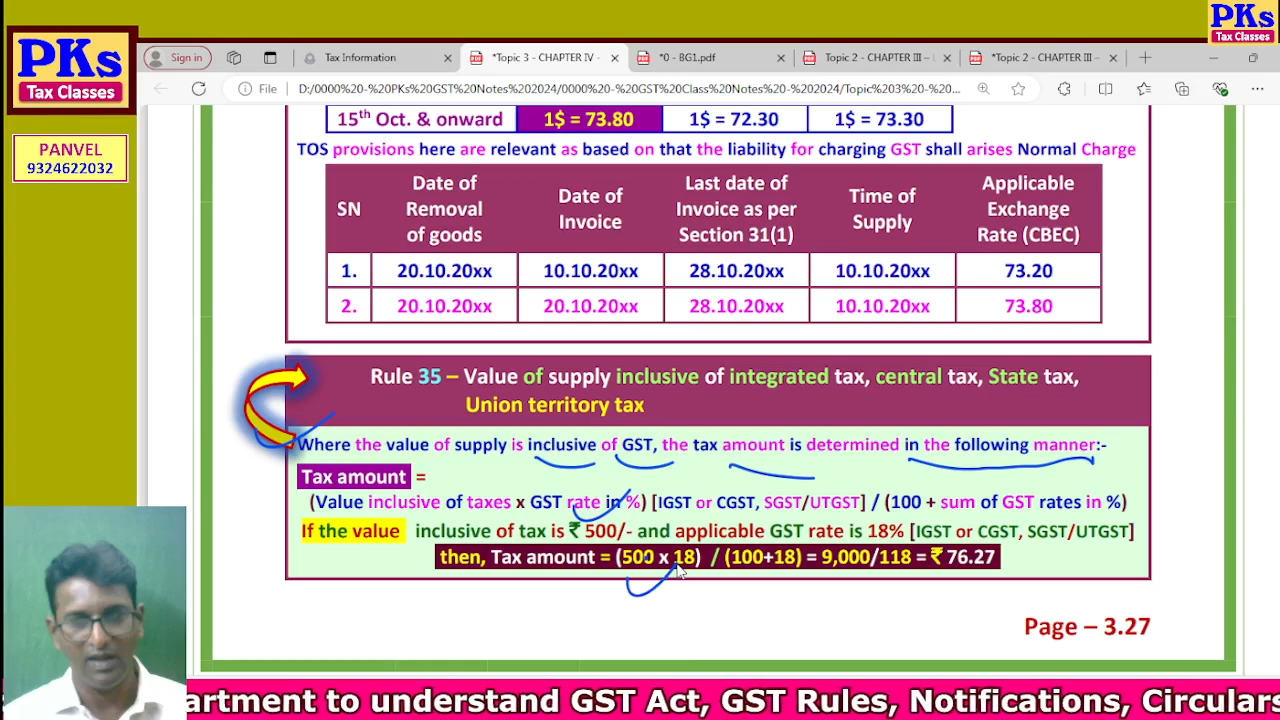 PKs
Tax Classes
PKs
Tax Classes
PANVEL
9324622032
Sign in
Tax Information
*Topic 3 - CHAPTER IV -
*0 - BG1.pdf
Topic 2 - CHAPTER III – L
*Topic 2 - CHAPTER III –
File
D:/0000%20-%20PKs%20GST%20Notes%202024/0000%20-%20GST%20Class%20Notes%20-%202024/Topic%203%20-%20...
15th Oct. & onward 1$ = 73.80 1$ = 72.30 1$ = 73.30
TOS provisions here are relevant as based on that the liability for charging GST shall arises Normal Charge
SN Date of Removal of goods Date of Invoice Last date of Invoice as per Section 31(1) Time of Supply Applicable Exchange Rate (CBEC)
1. 20.10.20xx 10.10.20xx 28.10.20xx 10.10.20xx 73.20
2. 20.10.20xx 20.10.20xx 28.10.20xx 10.10.20xx 73.80
Rule 35 – Value of supply inclusive of integrated tax, central tax, State tax,
Union territory tax
Where the value of supply is inclusive of GST, the tax amount is determined in the following manner:-
Tax amount =
(Value inclusive of taxes x GST rate in %) [IGST or CGST, SGST/UTGST] / (100 + sum of GST rates in %)
If the value inclusive of tax is ₹ 500/- and applicable GST rate is 18% [IGST or CGST, SGST/UTGST]
then, Tax amount = (500 x 18) / (100+18) = 9,000/118 = ₹ 76.27
Page – 3.27
artment to understand GST Act, GST Rules, Notifications, Circulars